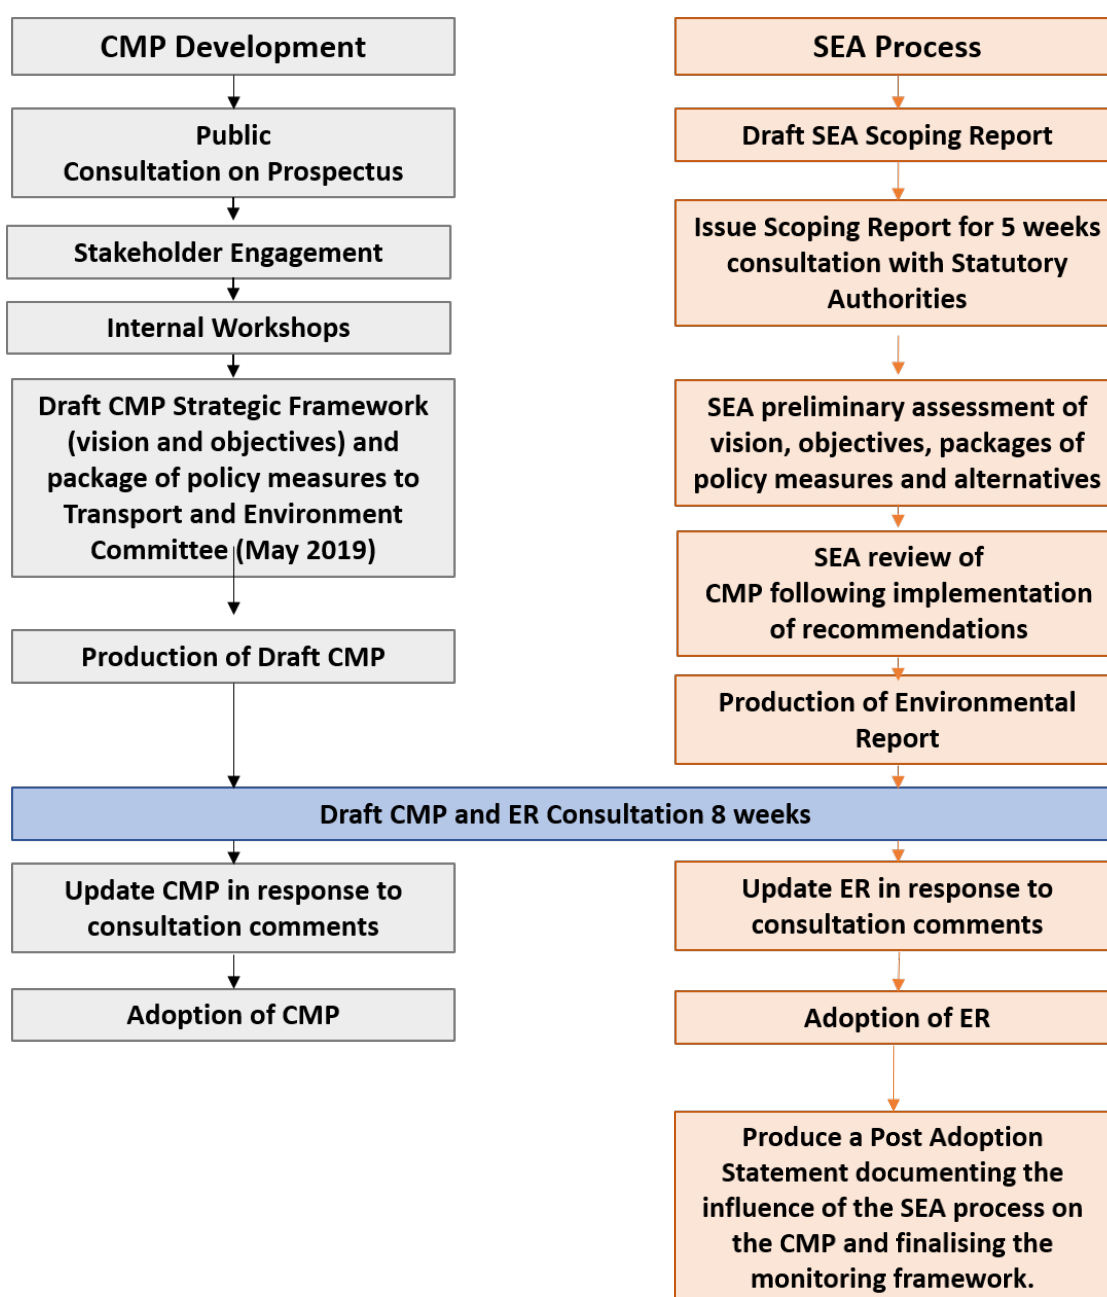 CMP Development
Public
Consultation on Prospectus
Stakeholder Engagement
Internal Workshops
Draft CMP Strategic Framework
(vision and objectives) and
package of policy measures to
Transport and Environment
Committee (May 2019)
Production of Draft CMP
SEA Process
Draft SEA Scoping Report
Issue Scoping Report for 5 weeks
consultation with Statutory
Authorities
SEA preliminary assessment of
vision, objectives, packages of
policy measures and alternatives
SEA review of
CMP following implementation
of recommendations
Production of Environmental
Report
Draft CMP and ER Consultation 8 weeks
Update CMP in response to
consultation comments
Adoption of CMP
Update ER in response to
consultation comments
Adoption of ER
Produce a Post Adoption
Statement documenting the
influence of the SEA process on
the CMP and finalising the
monitoring framework.